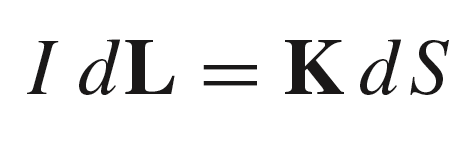 I dL = K dS